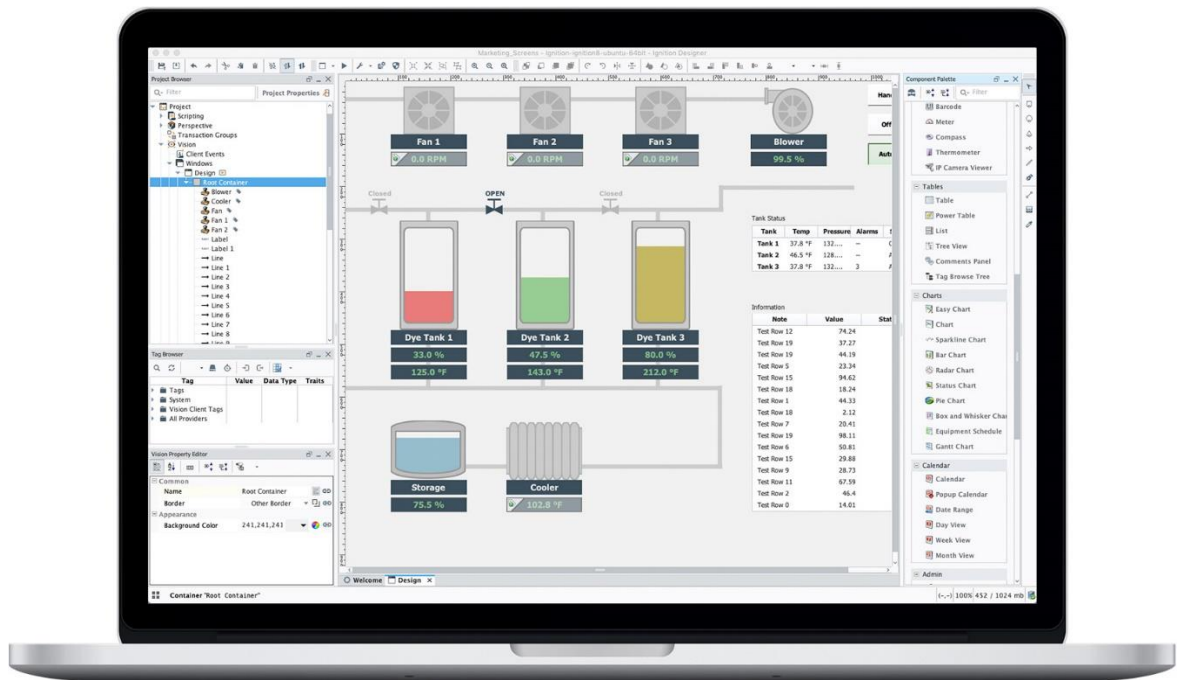 Marketing_Screens - Ignition-ignition8-ubuntu-64bit - Ignition Designer
Project Browser
Filter
Project Properties
Project
Scripting
Perspective
Transaction Groups
Vision
Client Events
Windows
Design
Root Container
Blower
Cooler
Fan
Fan 1
Fan 2
Label
Label 1
Line
Line 1
Line 2
Line 3
Line 4
Line 5
Line 6
Line 7
Line 8
Line 9
Tag Browser
Tag Value Data Type Traits
Tags
System
Vision Client Tags
All Providers
Vision Property Editor
Common
Name Root Container
Border Other Border
Appearance
Background Color 241,241,241
Fan 1 Fan 2 Fan 3 Blower
0.0 RPM 0.0 RPM 0.0 RPM 99.5 %
Off
Closed OPEN Closed
Dye Tank 1 Dye Tank 2 Dye Tank 3
33.0 % 47.5 % 80.0 %
125.0 °F 143.0 °F 212.0 °F
Storage Cooler
75.5 % 102.8 °F
Tank Status
Tank Temp Pressure Alarms
Tank 1 37.8 °F 132.... --
Tank 2 46.5 °F 128.... --
Tank 3 37.8 °F 132.... 3
Information
Note Value Stat
Test Row 12 74.24
Test Row 19 37.27
Test Row 19 44.19
Test Row 5 23.34
Test Row 15 94.62
Test Row 18 18.24
Test Row 1 44.33
Test Row 18 2.12
Test Row 7 20.41
Test Row 19 98.11
Test Row 6 50.81
Test Row 15 29.88
Test Row 9 28.73
Test Row 11 67.59
Test Row 2 46.4
Test Row 0 14.01
Welcome Design
Component Palette
Filter
Barcode
Meter
Compass
Thermometer
IP Camera Viewer
Tables
Table
Power Table
List
Tree View
Comments Panel
Tag Browse Tree
Charts
Easy Chart
Chart
Sparkline Chart
Bar Chart
Radar Chart
Status Chart
Pie Chart
Box and Whisker Char
Equipment Schedule
Gantt Chart
Calendar
Calendar
Popup Calendar
Date Range
Day View
Week View
Month View
Admin
Container "Root Container"
(-,-) 100% 452 / 1024 mb